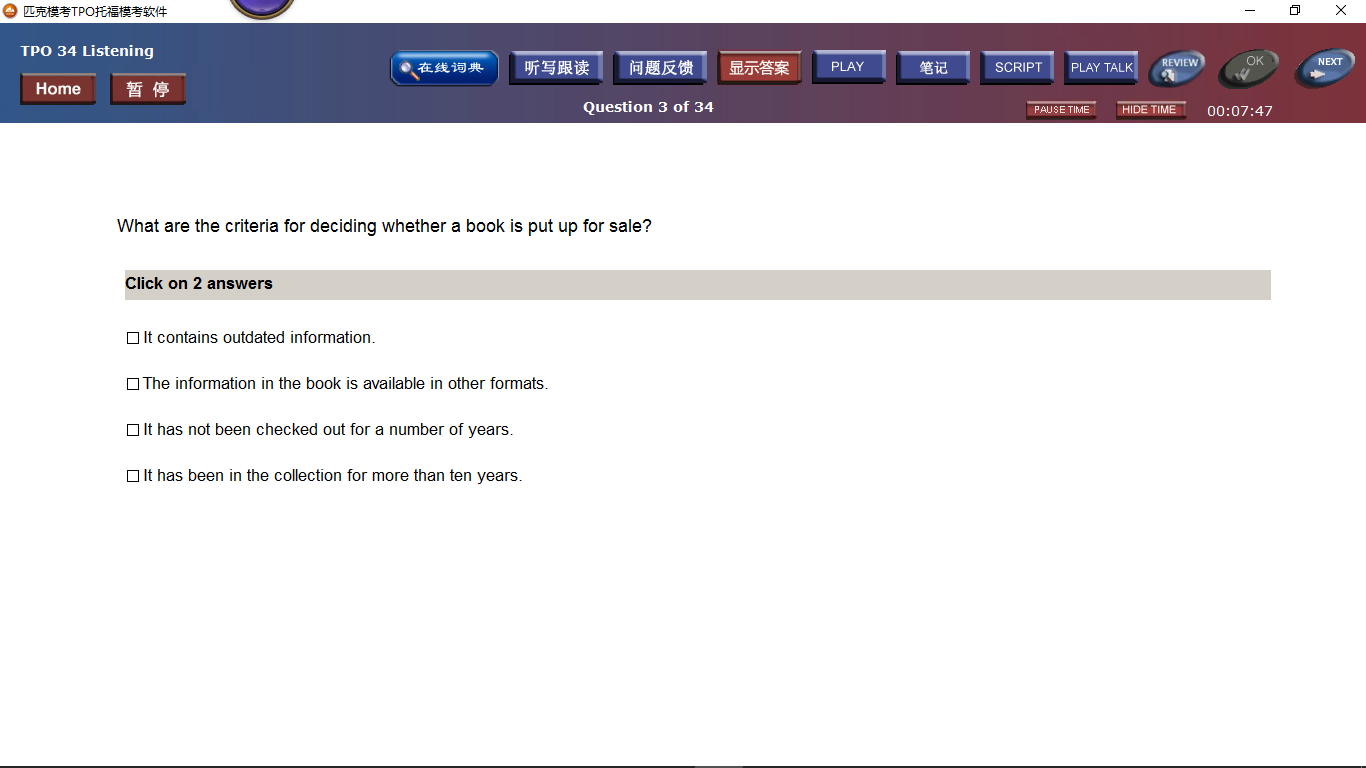 匹克模考TPO托福模考软件
TPO 34 Listening
Home
暂 停
在线词典
听写跟读
问题反馈
显示答案
PLAY
笔记
SCRIPT
PLAY TALK
REVIEW
OK
NEXT
Question 3 of 34
PAUSE TIME
HIDE TIME
00:07:47
What are the criteria for deciding whether a book is put up for sale?
Click on 2 answers
It contains outdated information.
The information in the book is available in other formats.
It has not been checked out for a number of years.
It has been in the collection for more than ten years.